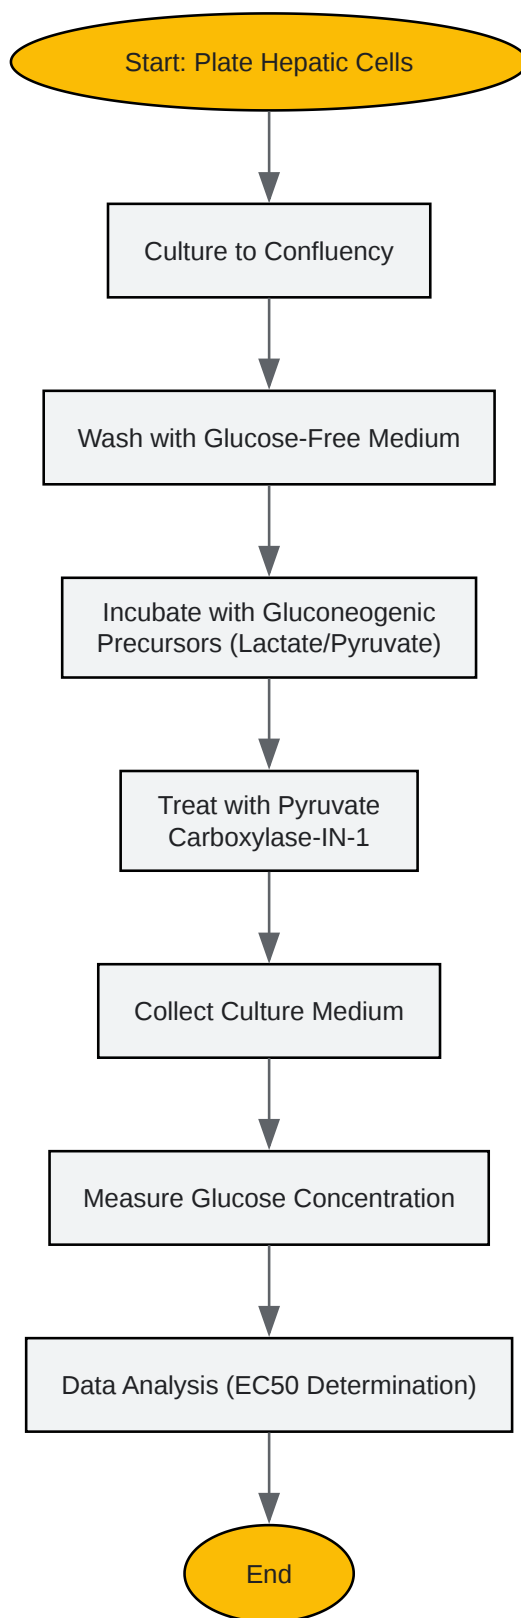 Start: Plate Hepatic Cells
Culture to Confluency
Wash with Glucose-Free Medium
Incubate with Gluconeogenic
Precursors (Lactate/Pyruvate)
Treat with Pyruvate
Carboxylase-IN-1
Collect Culture Medium
Measure Glucose Concentration
Data Analysis (EC50 Determination)
End